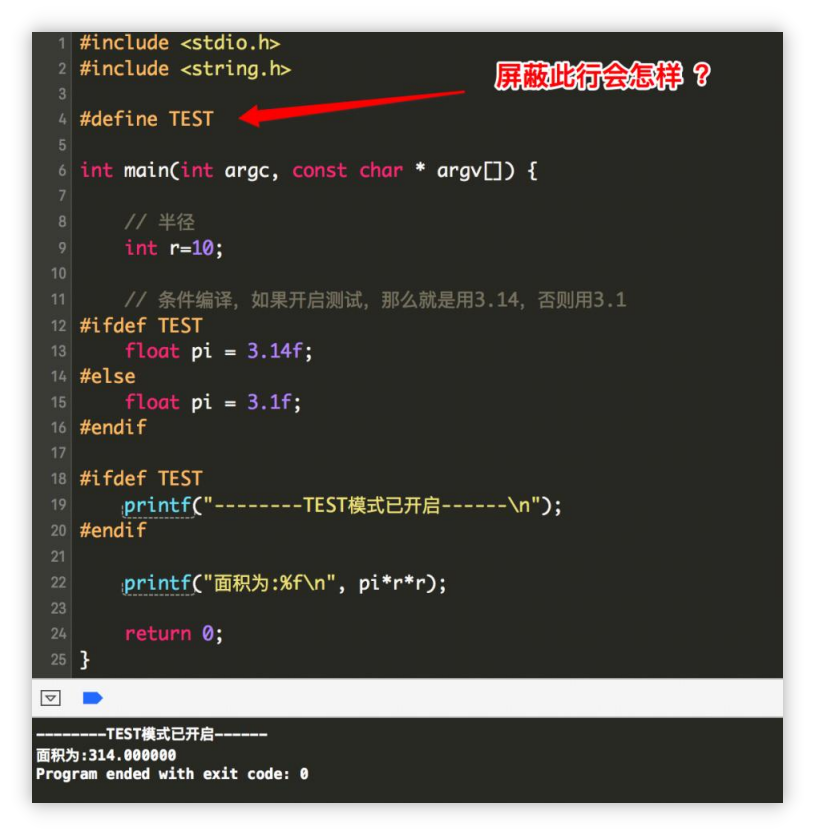 1 #include <stdio.h>
2 #include <string.h>
屏蔽此行会怎样 ？
3
4 #define TEST
5
6 int main(int argc, const char * argv[]) {
7
8 // 半径
9 int r=10;
10
11 // 条件编译，如果开启测试，那么就是用3.14，否则用3.1
12 #ifdef TEST
13 float pi = 3.14f;
14 #else
15 float pi = 3.1f;
16 #endif
17
18 #ifdef TEST
19 printf("--------TEST模式已开启------\n");
20 #endif
21
22 printf("面积为:%f\n", pi*r*r);
23
24 return 0;
25 }
--------TEST模式已开启------
面积为:314.000000
Program ended with exit code: 0